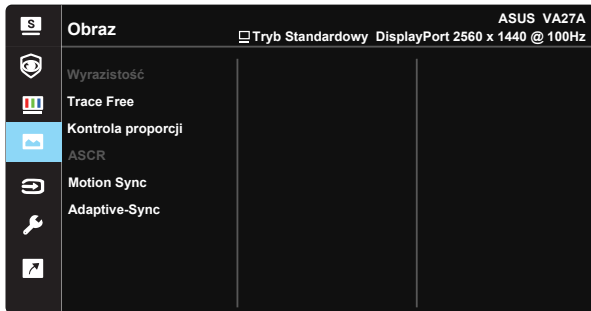 S
Obraz
ASUS VA27A
Tryb Standardowy DisplayPort 2560 x 1440 @ 100Hz
Wyrazistość
Trace Free
Kontrola proporcji
ASCR
Motion Sync
Adaptive-Sync